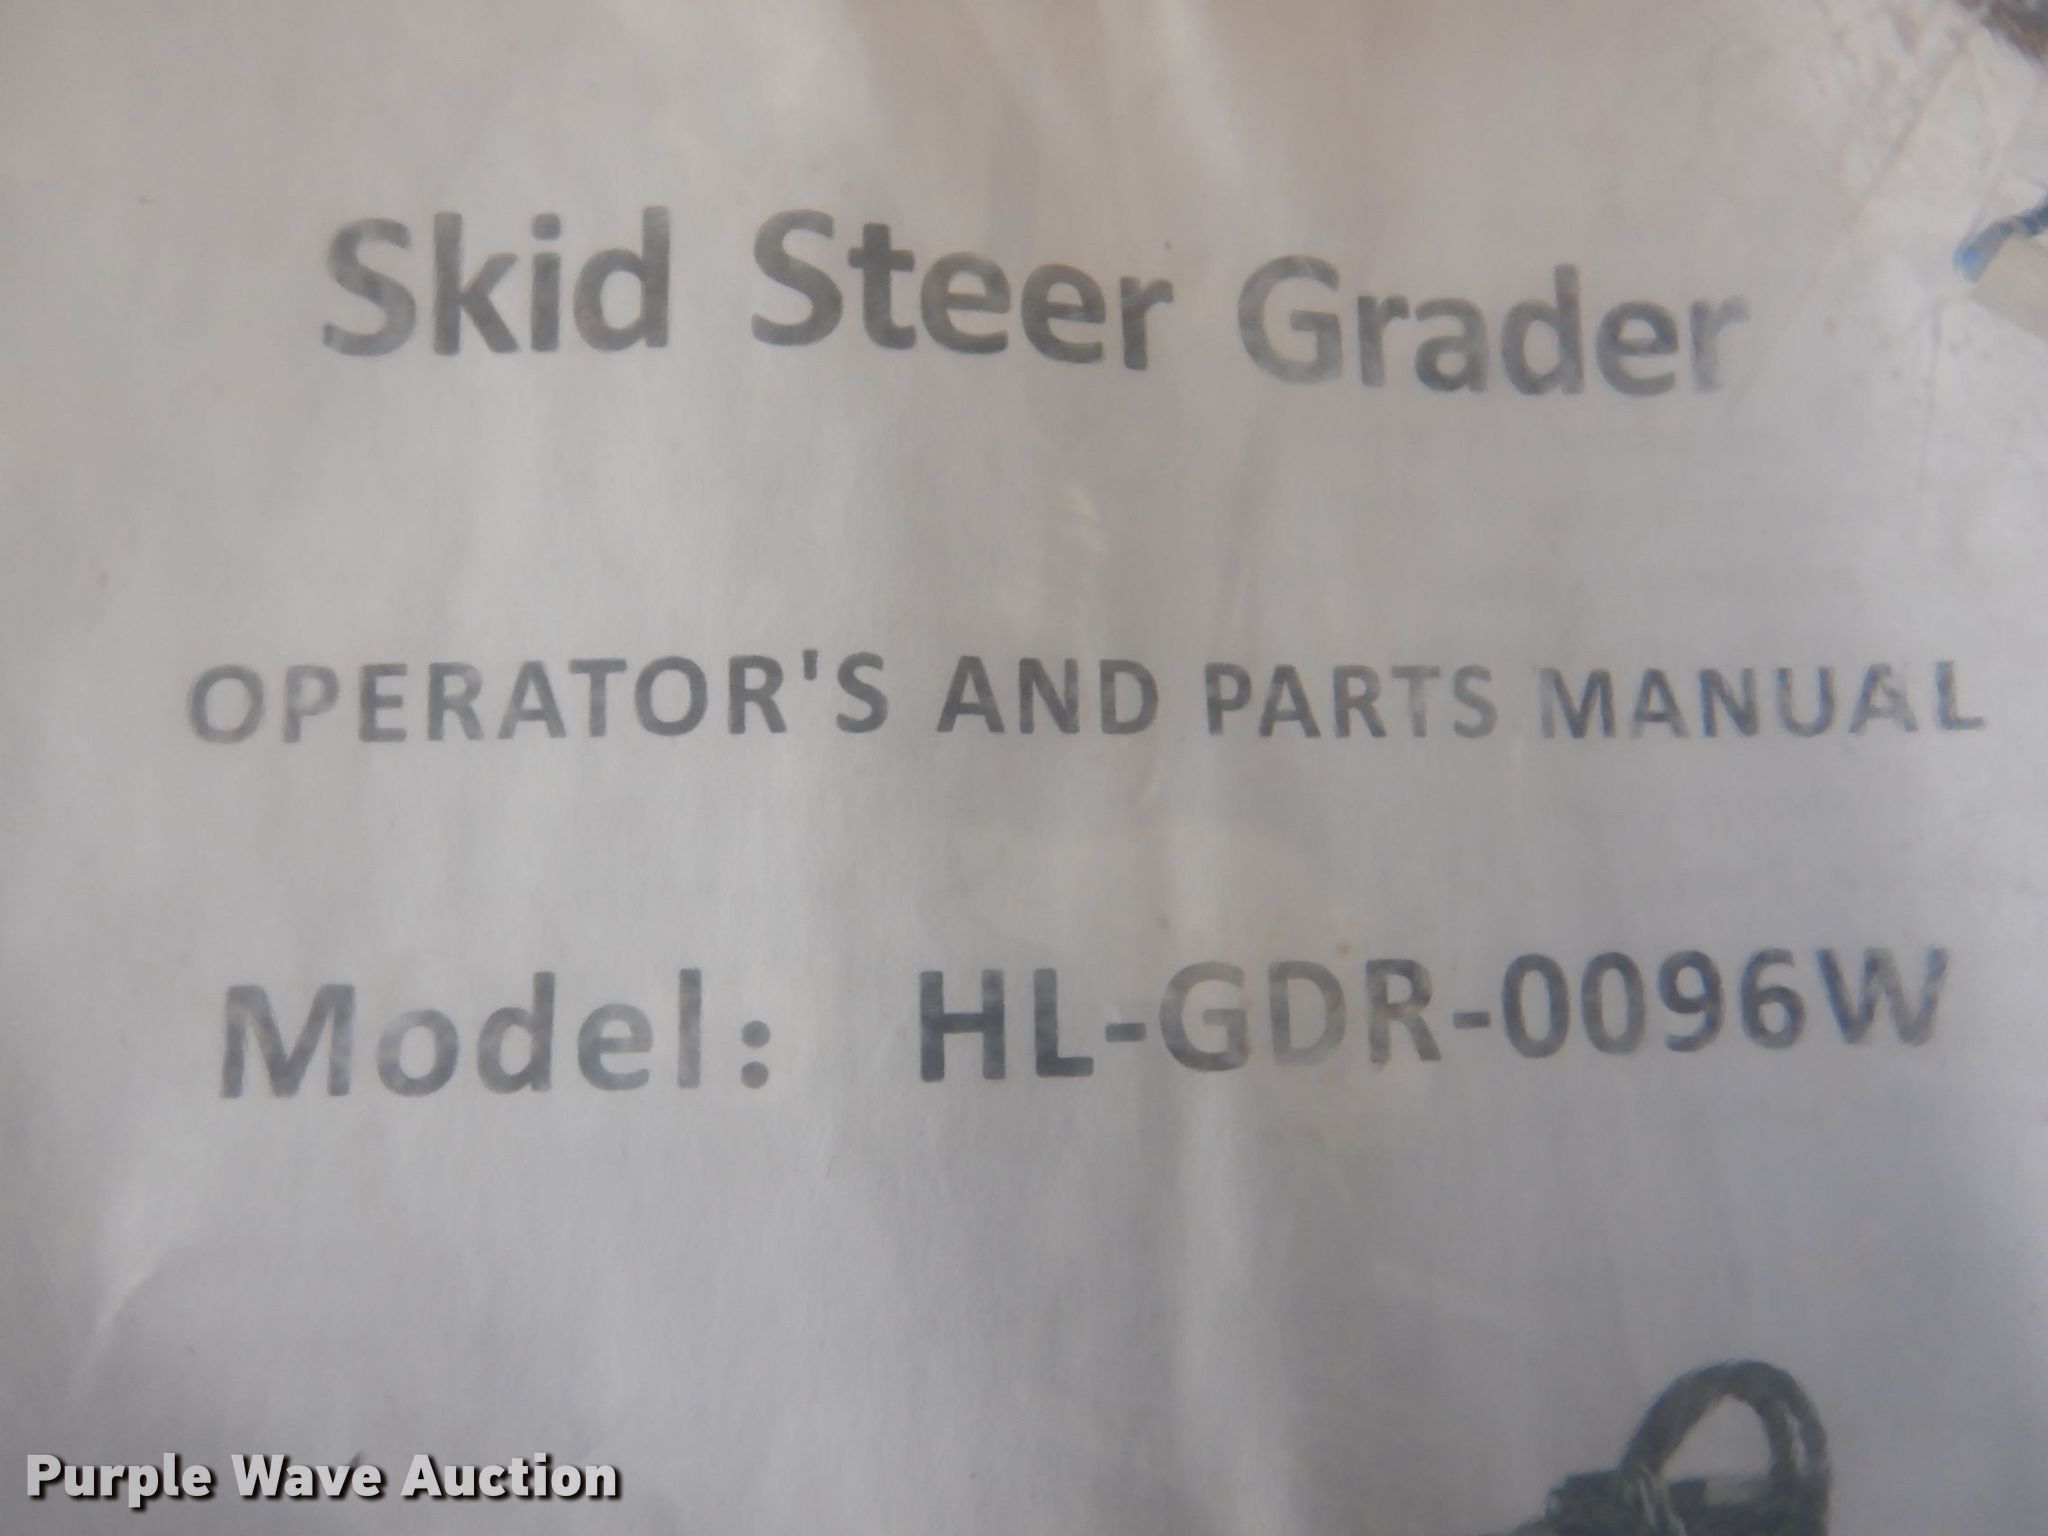 Skid Steer Grader
OPERATOR'S AND PARTS MANUAL
Model： HL-GDR-0096W
Purple Wave Auction